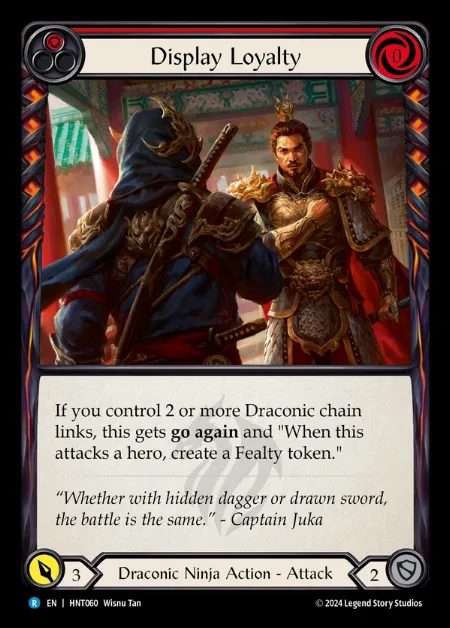 Display Loyalty
0
If you control 2 or more Draconic chain
links, this gets go again and "When this
attacks a hero, create a Fealty token."
“Whether with hidden dagger or drawn sword,
the battle is the same.” - Captain Juka
3 Draconic Ninja Action - Attack 2
R EN | HNT060 Wisnu Tan © 2024 Legend Story Studios